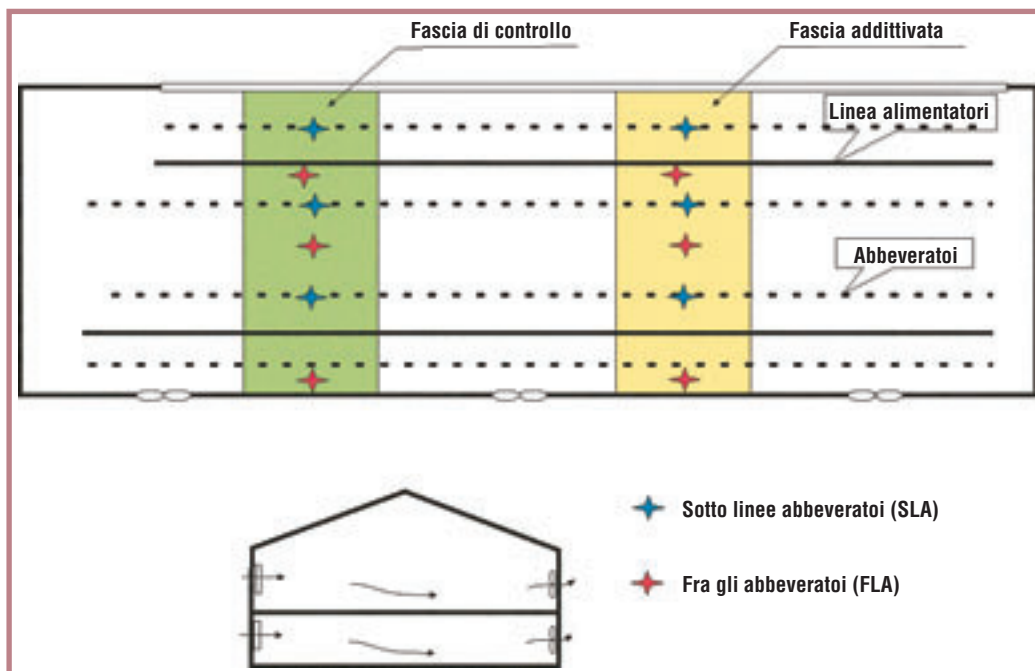 Fascia di controllo
Fascia addittivata
Linea alimentatori
Abbeveratoi
Sotto linee abbeveratoi (SLA)
Fra gli abbeveratoi (FLA)